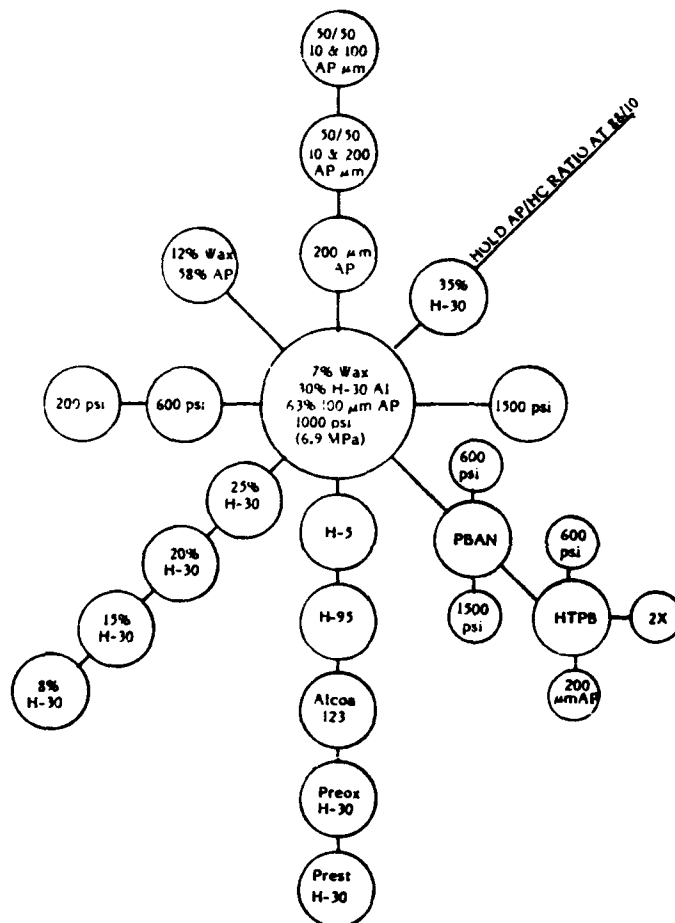 50/50
10 & 100
AP μm
50/50
10 & 200
AP μm
200 μm
AP
HOLD AP/HC RATIO AT 88/10
12% Wax
58% AP
35%
H-30
7% Wax
30% H-30 Al
63% 100 μm AP
1000 psi
(6.9 MPa)
200 psi
600 psi
1500 psi
25%
H-30
20%
H-30
15%
H-30
8%
H-30
H-5
H-95
Alcoa
123
Preox
H-30
Prest
H-30
600
psi
PBAN
1500
psi
600
psi
HTPB
2X
200
μmAP